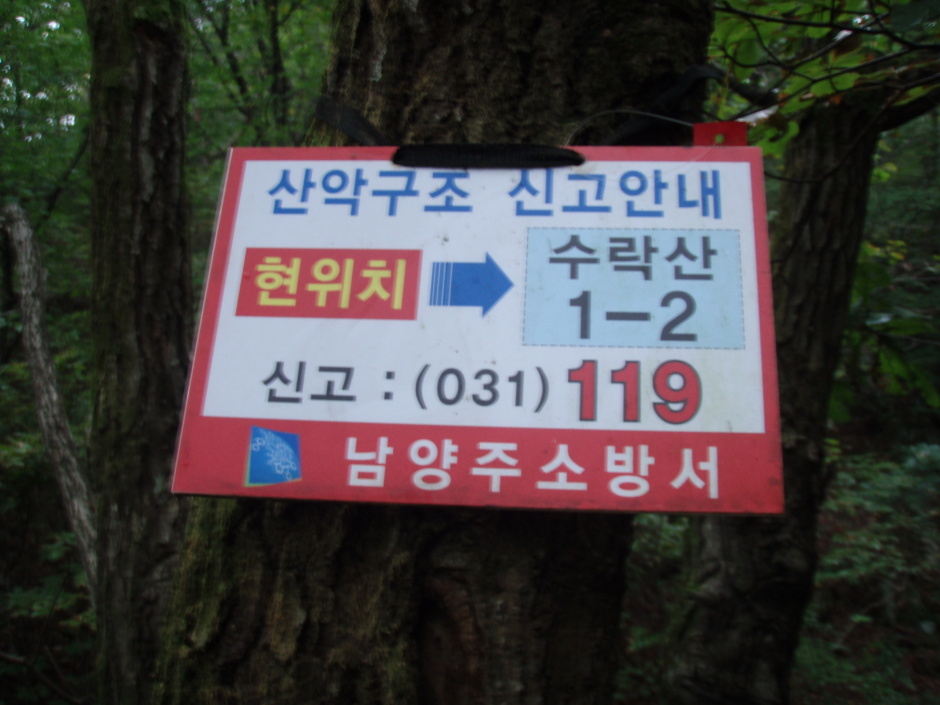 산악구조 신고안내
현위치
수락산
1-2
신고 : (031) 119
남양주소방서